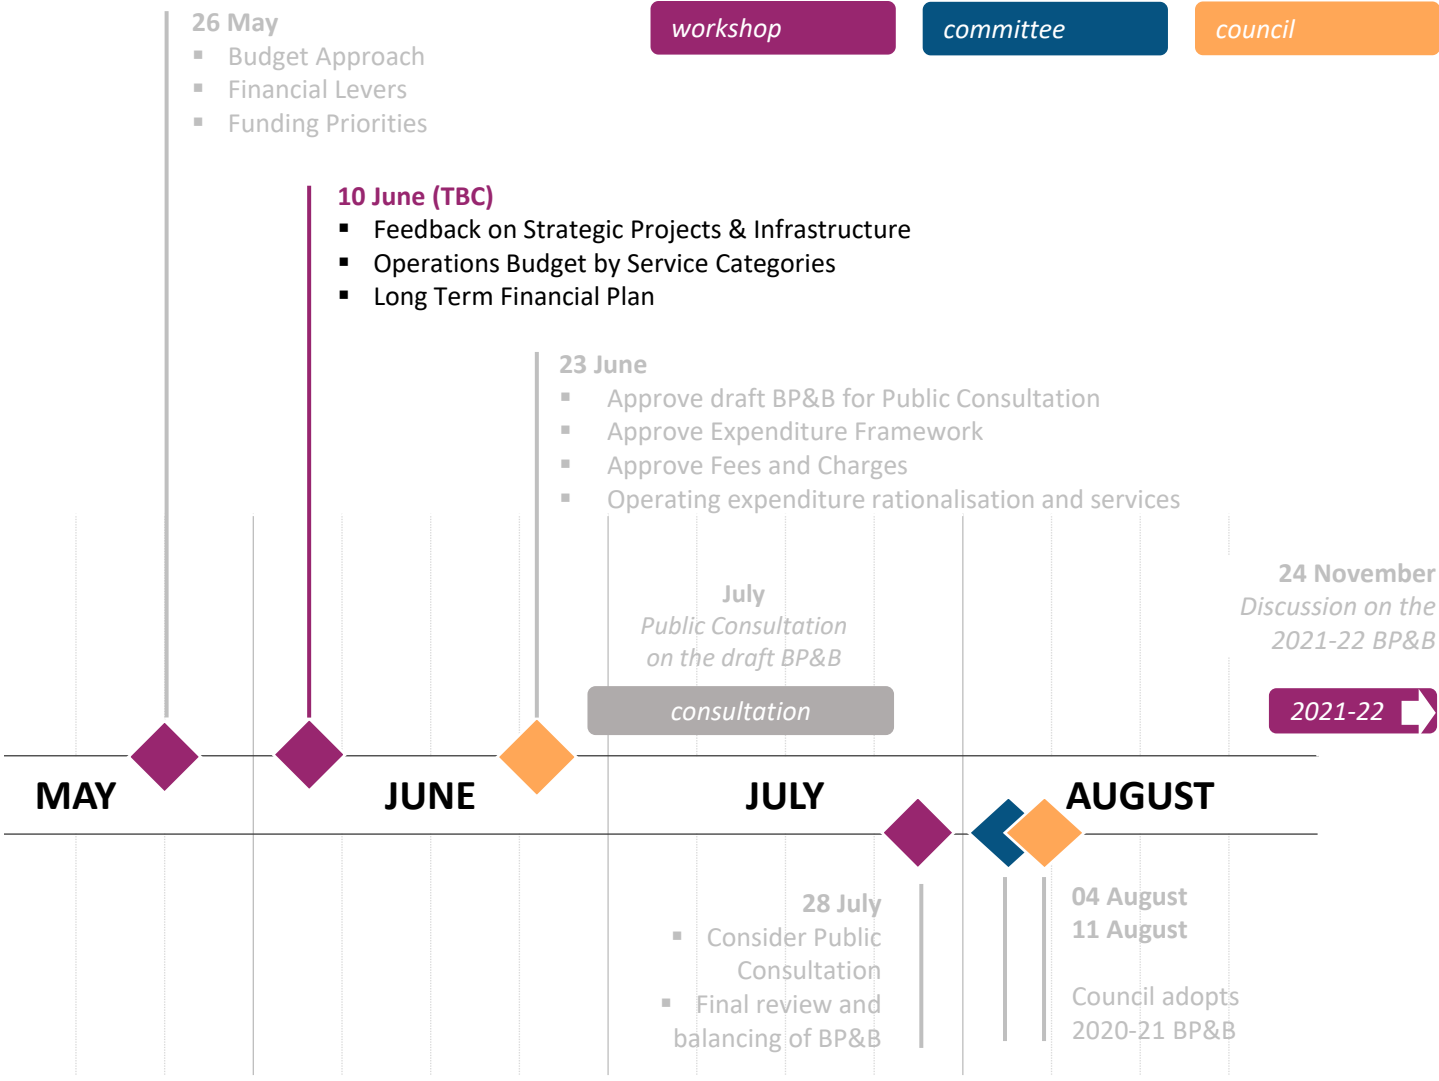 26 May
▪ Budget Approach
▪ Financial Levers
▪ Funding Priorities
workshop
committee
council
10 June (TBC)
▪ Feedback on Strategic Projects & Infrastructure
▪ Operations Budget by Service Categories
▪ Long Term Financial Plan
23 June
▪ Approve draft BP&B for Public Consultation
▪ Approve Expenditure Framework
▪ Approve Fees and Charges
▪ Operating expenditure rationalisation and services
July
Public Consultation
on the draft BP&B
consultation
24 November
Discussion on the
2021-22 BP&B
2021-22
MAY
JUNE
JULY
AUGUST
28 July
▪ Consider Public
Consultation
▪ Final review and
balancing of BP&B
04 August
11 August
Council adopts
2020-21 BP&B